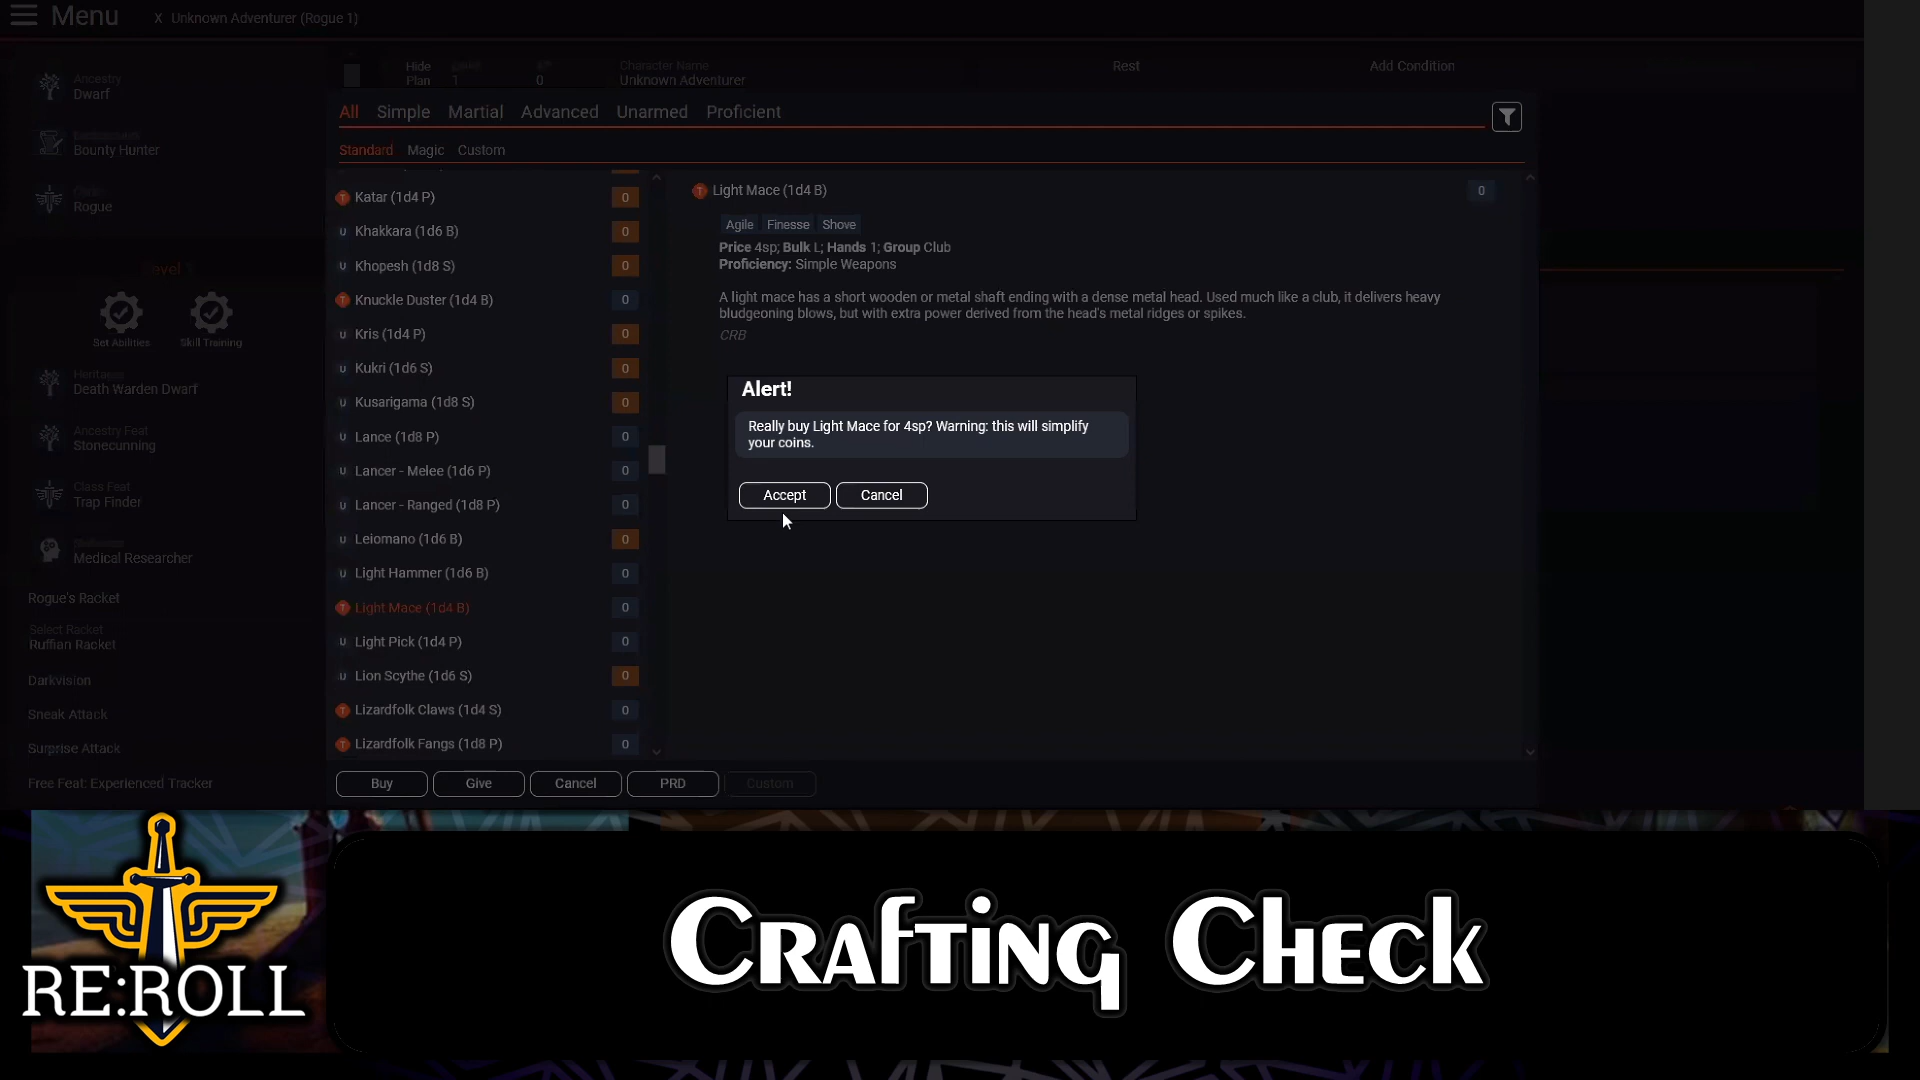 Menu
X Unknown Adventurer (Rogue 1)
Ancestry
Dwarf
Bounty Hunter
Rogue
Set Abilities
Skill Training
Heritage
Death Warden Dwarf
Ancestry Feat
Stonecunning
Class Feat
Trap Finder
Medical Researcher
Rogue's Racket
Select Racket
Ruffian Racket
Darkvision
Sneak Attack
Surprise Attack
Free Feat: Experienced Tracker
Hide
Plan
1
0
Character Name
Unknown Adventurer
Rest
Add Condition
All Simple Martial Advanced Unarmed Proficient
Standard Magic Custom
T Katar (1d4 P) 0
U Khakkara (1d6 B) 0
U Khopesh (1d8 S) 0
T Knuckle Duster (1d4 B) 0
U Kris (1d4 P) 0
U Kukri (1d6 S) 0
U Kusarigama (1d8 S) 0
U Lance (1d8 P) 0
U Lancer - Melee (1d6 P) 0
U Lancer - Ranged (1d8 P) 0
U Leiomano (1d6 B) 0
U Light Hammer (1d6 B) 0
T Light Mace (1d4 B) 0
U Light Pick (1d4 P) 0
U Lion Scythe (1d6 S) 0
T Lizardfolk Claws (1d4 S) 0
T Lizardfolk Fangs (1d8 P) 0
T Light Mace (1d4 B) 0
Agile Finesse Shove
Price 4sp; Bulk L; Hands 1; Group Club
Proficiency: Simple Weapons
A light mace has a short wooden or metal shaft ending with a dense metal head. Used much like a club, it delivers heavy
bludgeoning blows, but with extra power derived from the head's metal ridges or spikes.
CRB
Alert!
Really buy Light Mace for 4sp? Warning: this will simplify
your coins.
Accept Cancel
Buy Give Cancel PRD Custom
RE:ROLL
Crafting Check